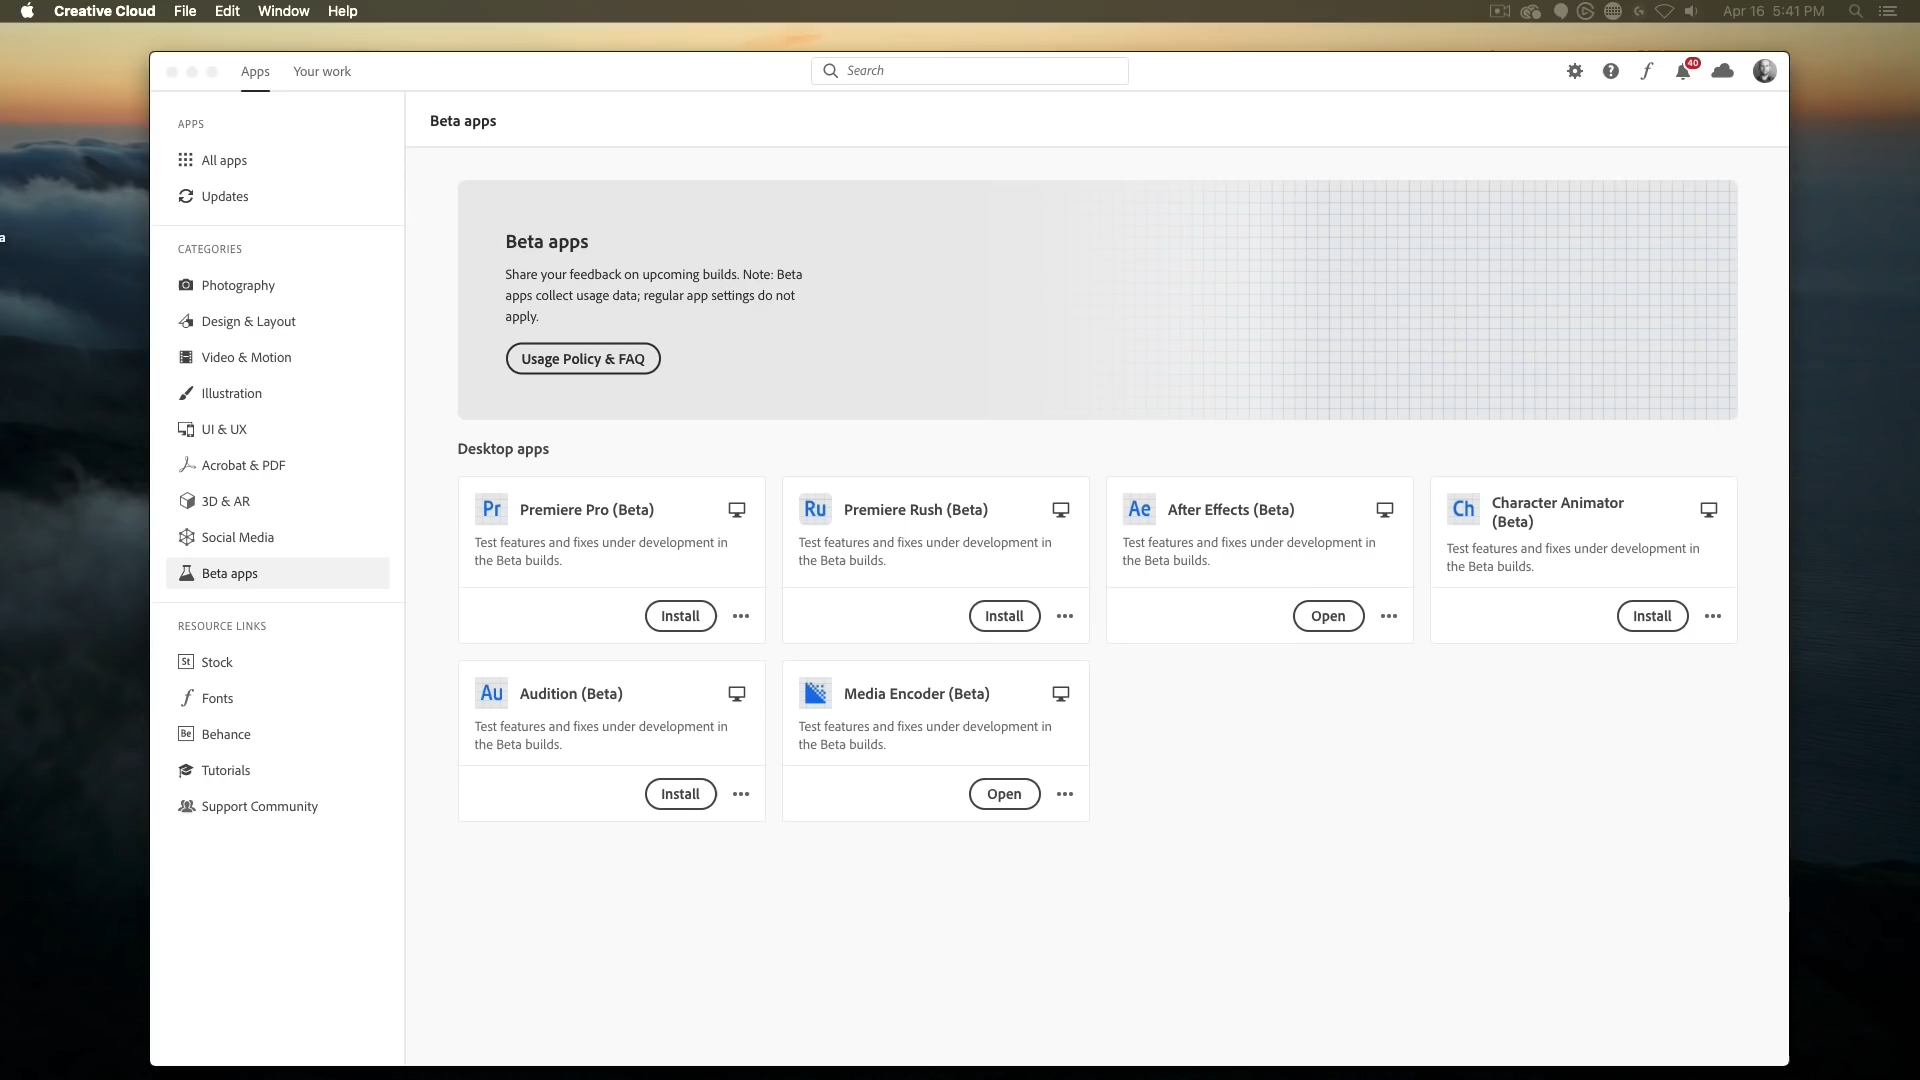 Creative Cloud File Edit Window Help
Apr 16 5:41 PM
Apps Your work
Search
40
APPS
All apps
Updates
CATEGORIES
Photography
Design & Layout
Video & Motion
Illustration
UI & UX
Acrobat & PDF
3D & AR
Social Media
Beta apps
RESOURCE LINKS
St Stock
Fonts
Be Behance
Tutorials
Support Community
a
Beta apps
Beta apps
Share your feedback on upcoming builds. Note: Beta
apps collect usage data; regular app settings do not
apply.
Usage Policy & FAQ
Desktop apps
Pr Premiere Pro (Beta)
Test features and fixes under development in
the Beta builds.
Install
Ru Premiere Rush (Beta)
Test features and fixes under development in
the Beta builds.
Install
Ae After Effects (Beta)
Test features and fixes under development in
the Beta builds.
Open
Ch Character Animator
(Beta)
Test features and fixes under development in
the Beta builds.
Install
Au Audition (Beta)
Test features and fixes under development in
the Beta builds.
Install
Media Encoder (Beta)
Test features and fixes under development in
the Beta builds.
Open